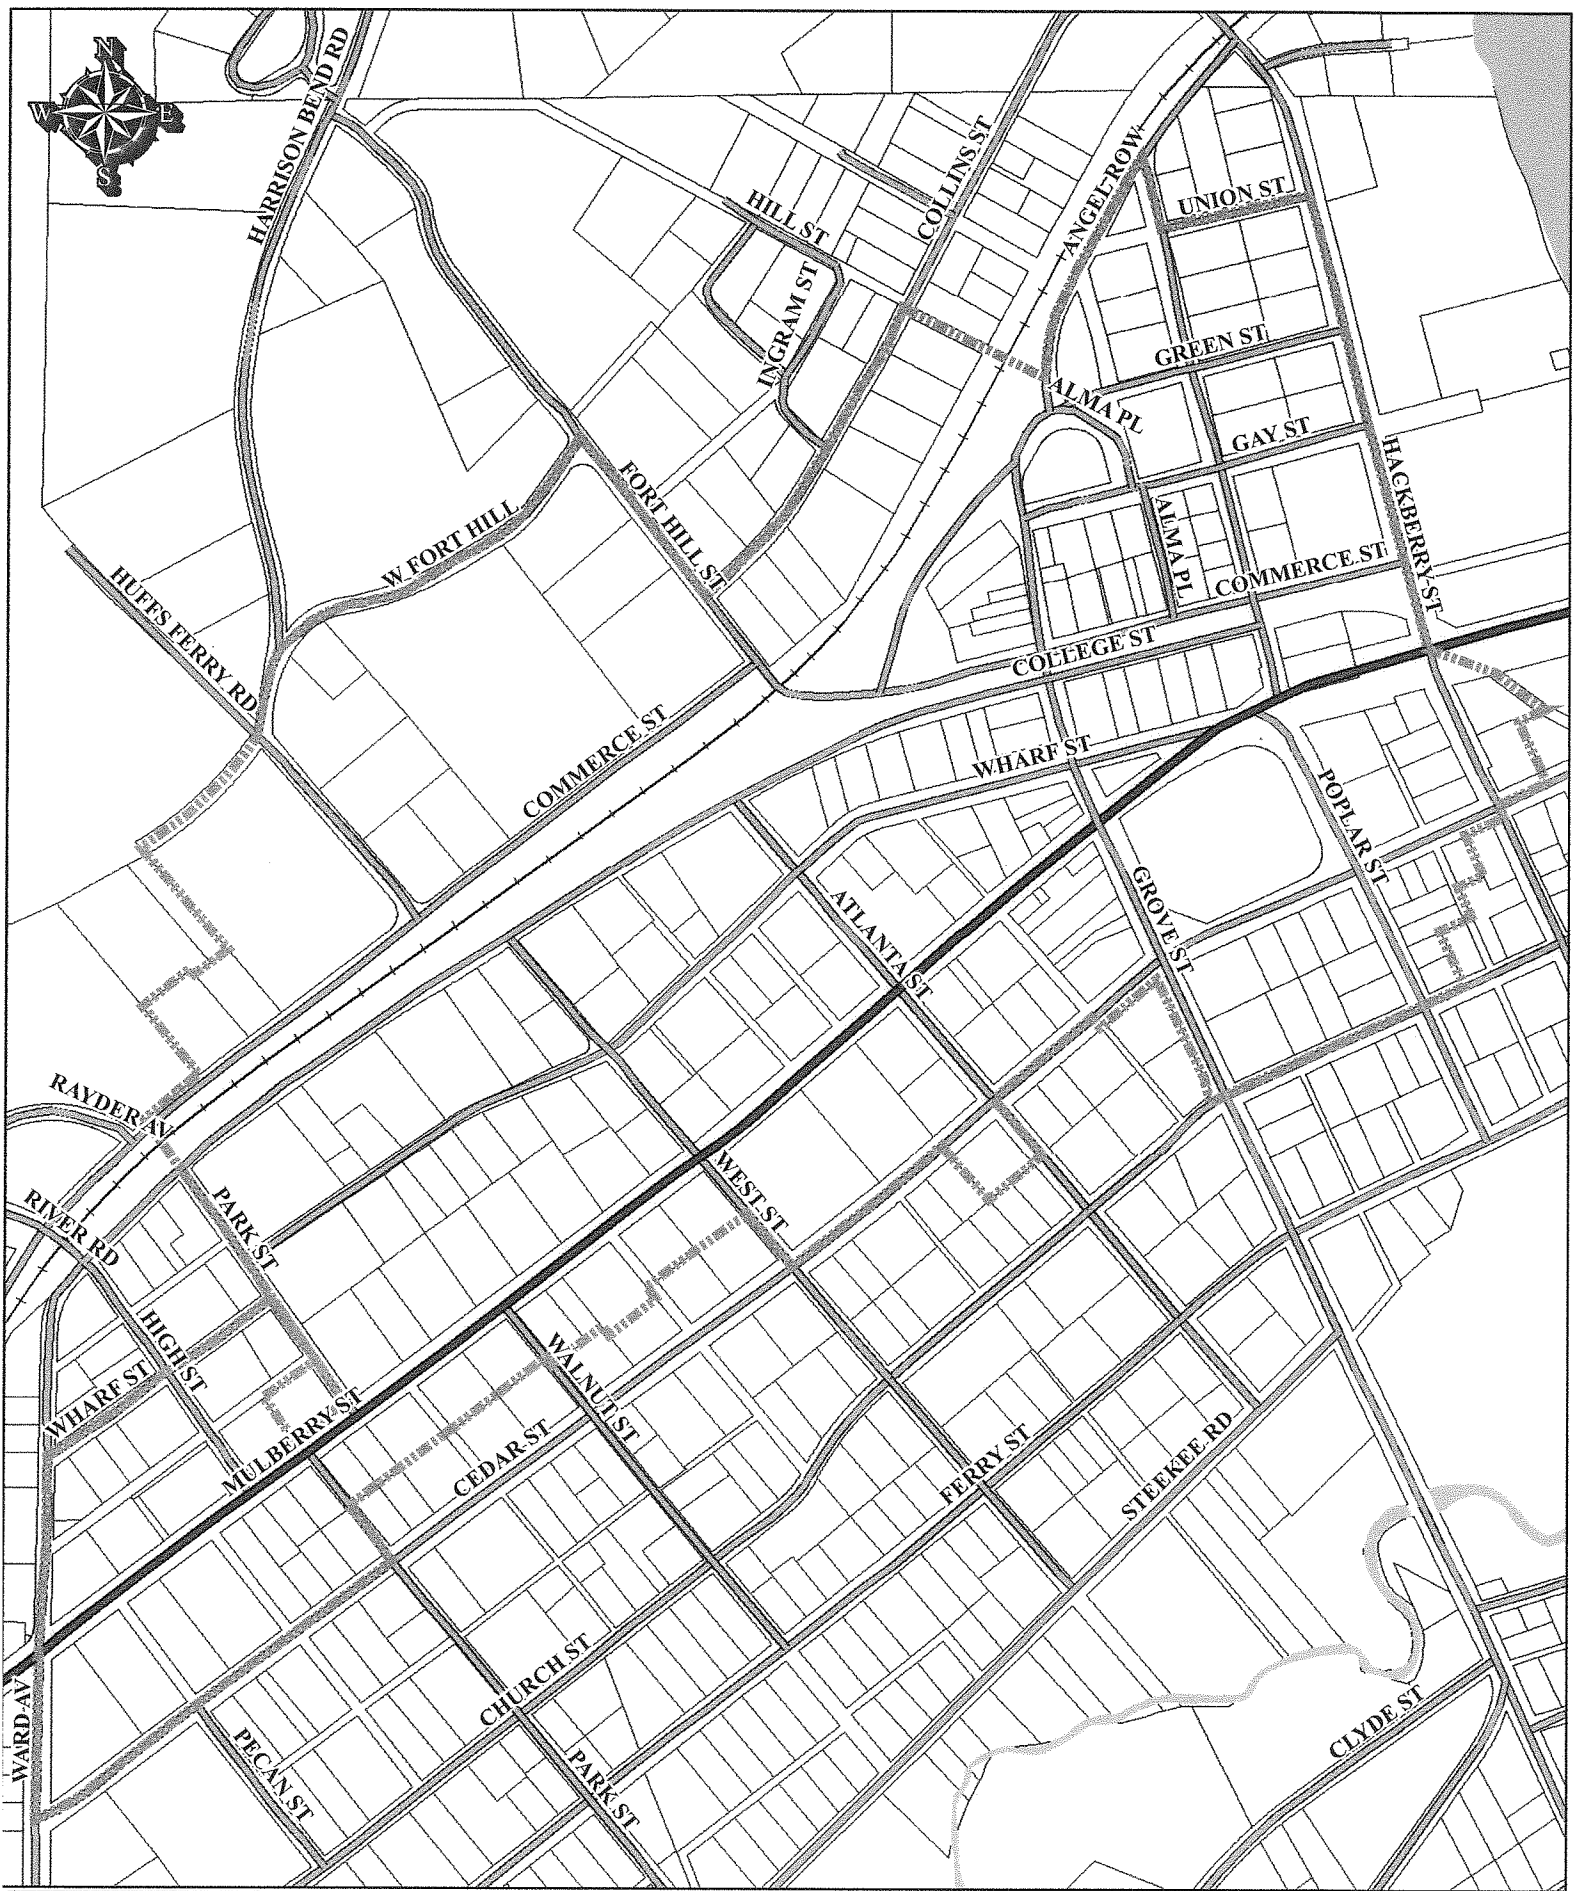 N
W
E
S
HARRISON BEND RD
COLLINS ST
ANGEL ROW
UNION ST
HILL ST
INGRAM ST
GREEN ST
ALMA PL
GAY ST
HACKBERRY ST
FORT HILL ST
W FORT HILL
ALMA PL
COMMERCE ST
HUFFS FERRY RD
COLLEGE ST
COMMERCE ST
WHARF ST
POPLAR ST
GROVE ST
ATLANTA ST
RAYDER AV
WEST ST
PARK ST
RIVER RD
HIGH ST
WALNUT ST
WHARF ST
MULBERRY ST
CEDAR ST
FERRY ST
STEEKEE RD
CHURCH ST
WARD AV
PECAN ST
PARK ST
CLYDE ST